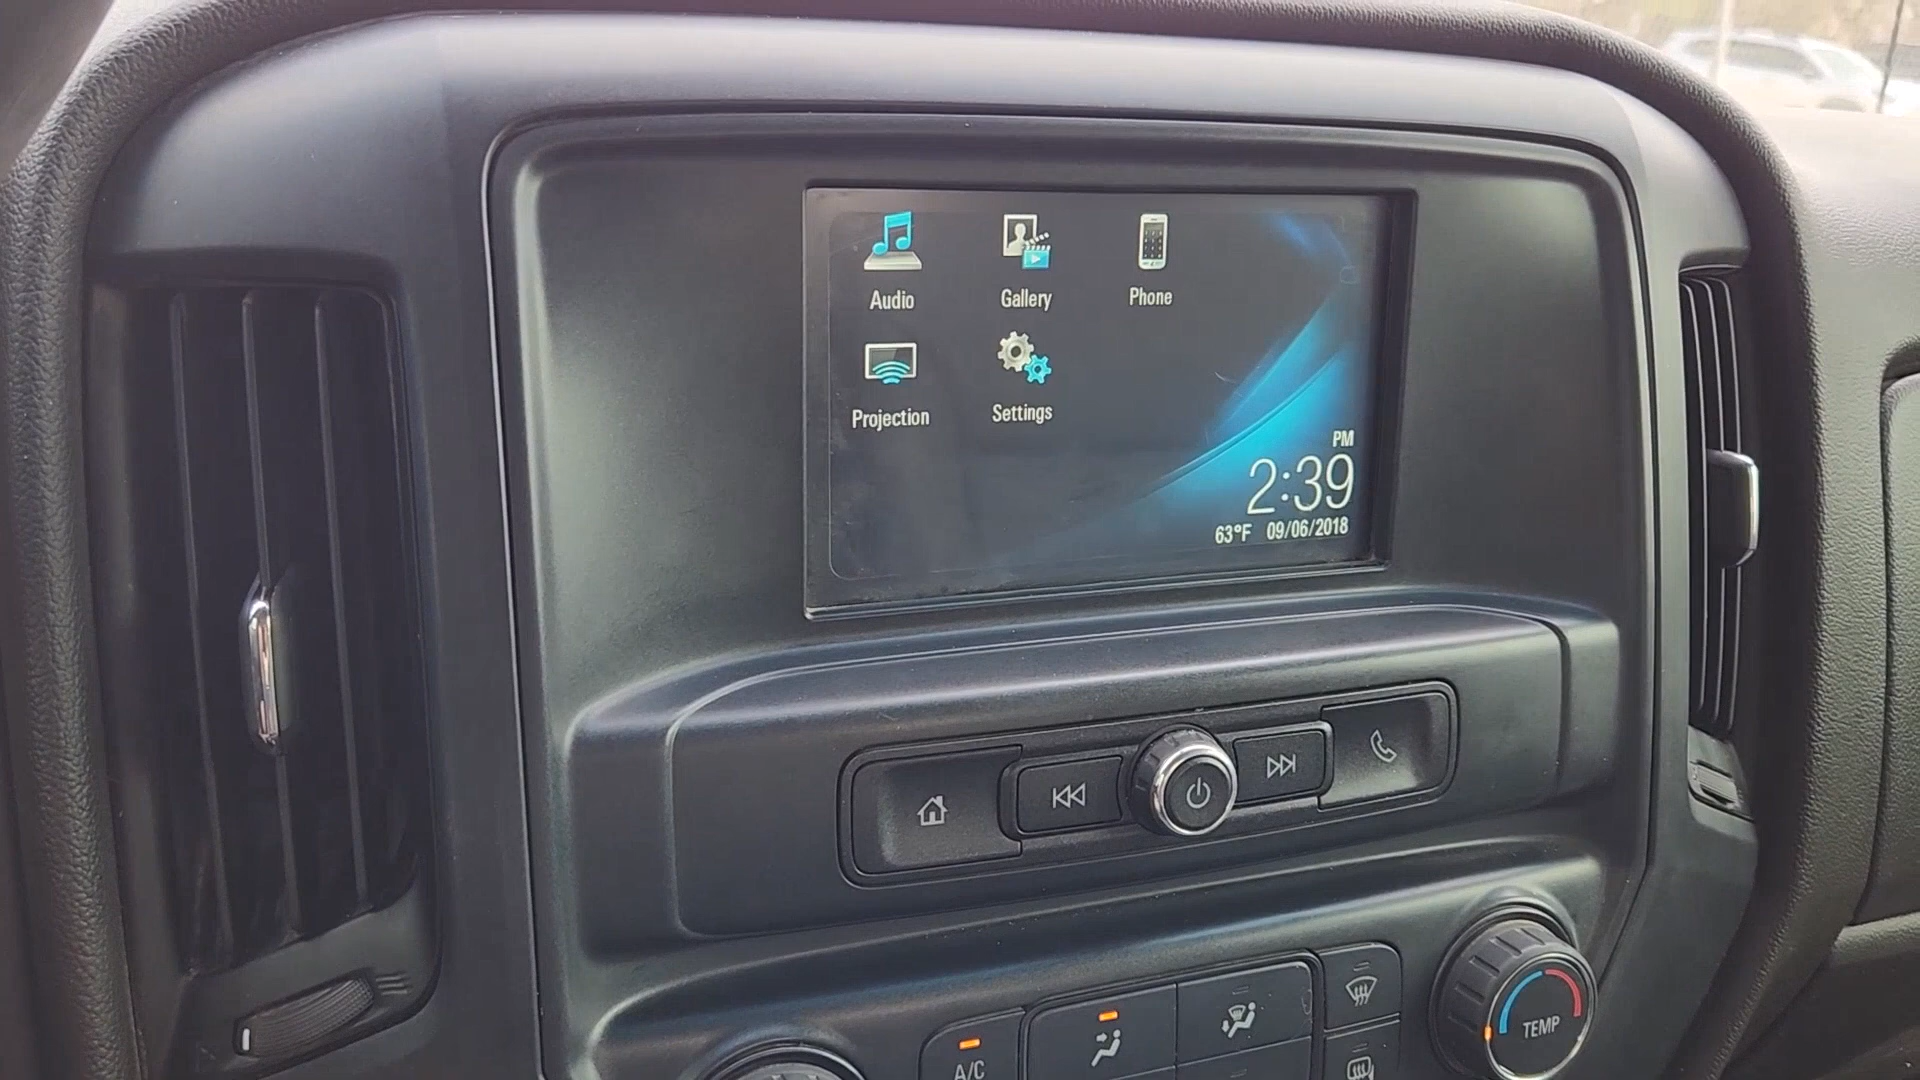 Audio Gallery Phone
Projection Settings
PM
2:39
63°F 09/06/2018
TEMP
A/C